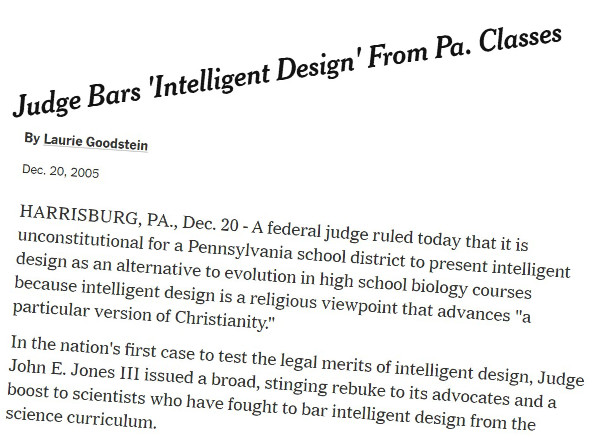 Judge Bars 'Intelligent Design' From Pa. Classes
By Laurie Goodstein
Dec. 20, 2005
HARRISBURG, PA., Dec. 20 - A federal judge ruled today that it is
unconstitutional for a Pennsylvania school district to present intelligent
design as an alternative to evolution in high school biology courses
because intelligent design is a religious viewpoint that advances "a
particular version of Christianity."
In the nation's first case to test the legal merits of intelligent design, Judge
John E. Jones III issued a broad, stinging rebuke to its advocates and a
boost to scientists who have fought to bar intelligent design from the
science curriculum.